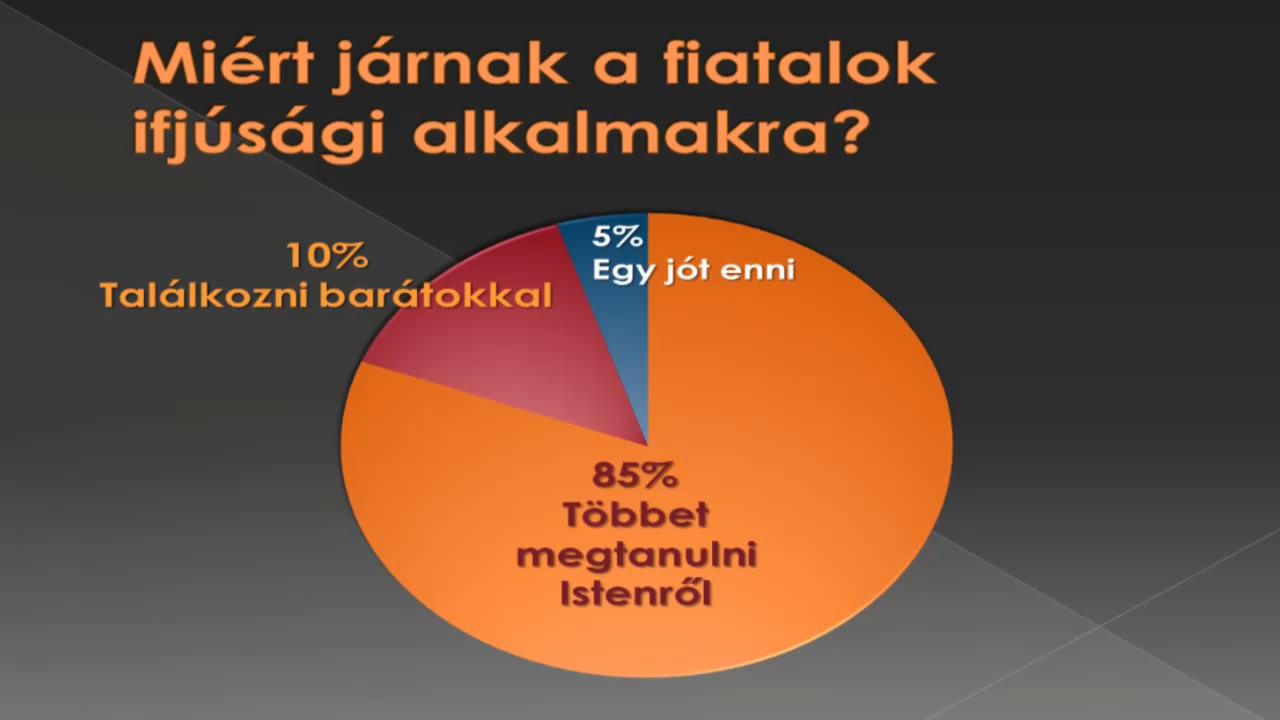 Miért járnak a fiatalok
ifjúsági alkalmakra?
5%
Egy jót enni
10%
Találkozni barátokkal
85%
Többet
megtanulni
Istenről